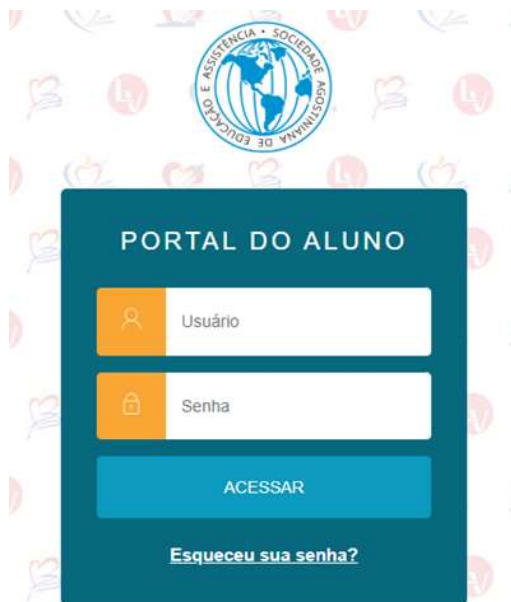 SOCIEDADE AGOSTINIANA DE EDUCAÇÃO E ASSISTÊNCIA •
PORTAL DO ALUNO
Usuário
Senha
ACESSAR
Esqueceu sua senha?